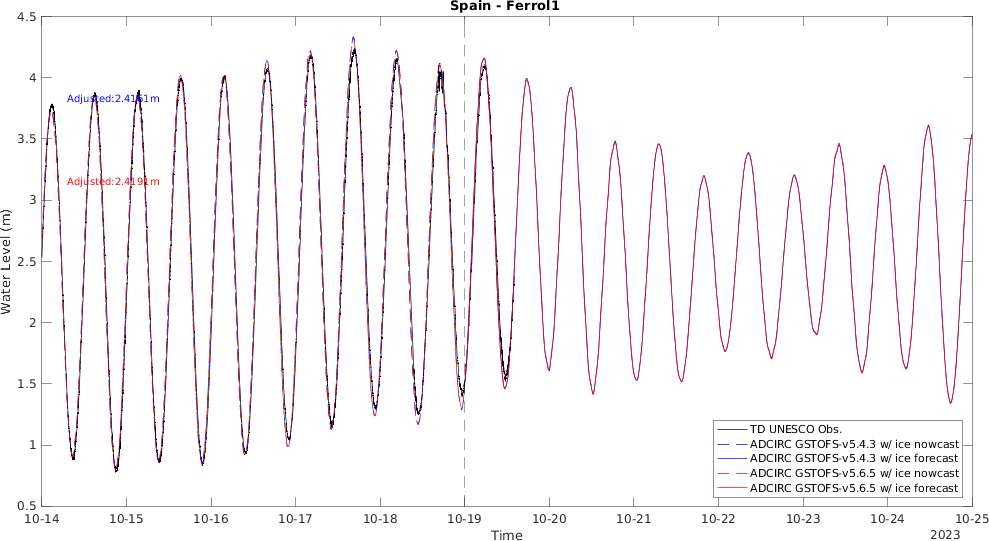 Spain - Ferrol1
4.5
4
3.5
3
2.5
2
1.5
1
0.5
Water Level (m)
Adjusted:2.4161m
Adjusted:2.4191m
TD UNESCO Obs.
ADCIRC GSTOFS-v5.4.3 w/ ice nowcast
ADCIRC GSTOFS-v5.4.3 w/ ice forecast
ADCIRC GSTOFS-v5.6.5 w/ ice nowcast
ADCIRC GSTOFS-v5.6.5 w/ ice forecast
10-14 10-15 10-16 10-17 10-18 10-19 10-20 10-21 10-22 10-23 10-24 10-25
Time
2023